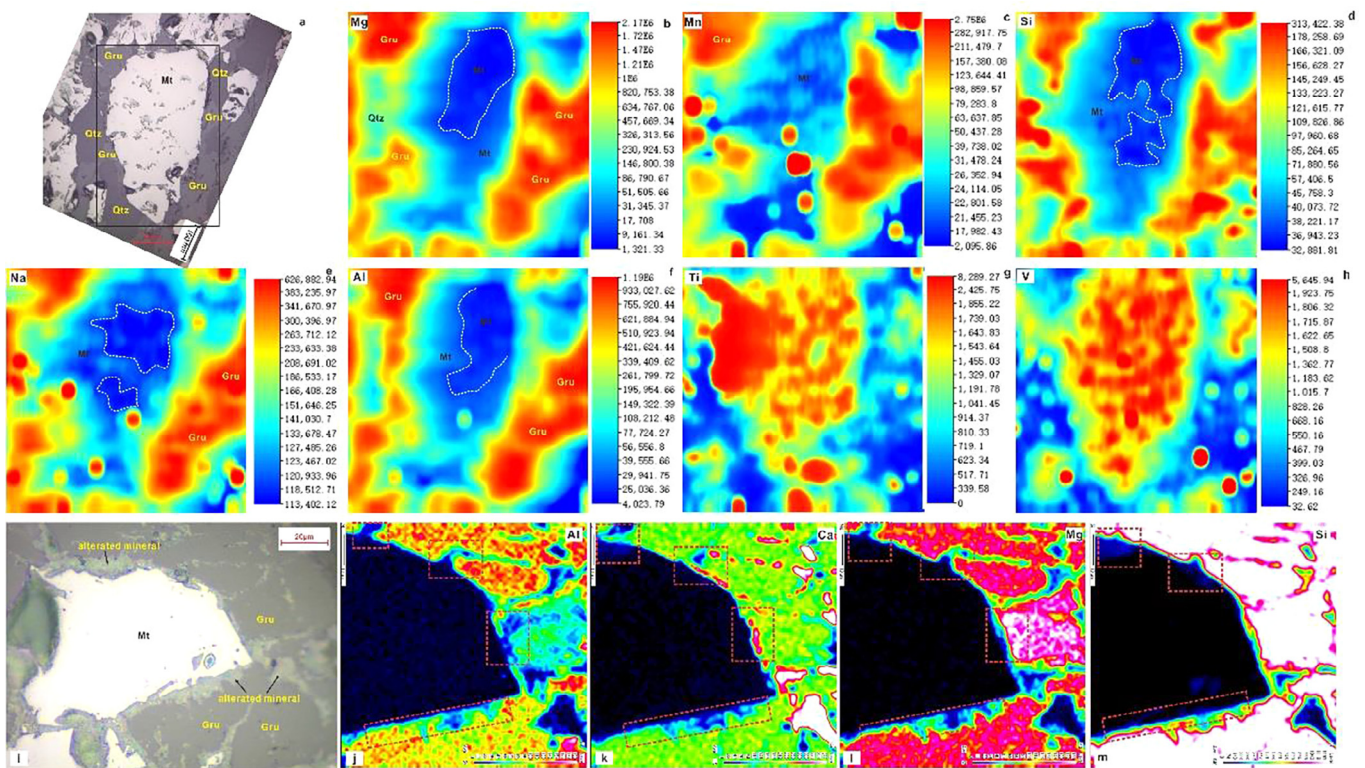 a
Gru
Mt
Qtz
Gru
Qtz
Gru
Gru
Qtz
Mg
b
Gru
Mt
Qtz
Gru
Gru
Mt
Gru
2.17E6
1.72E6
1.47E6
1.21E6
1E6
820,753.38
634,767.06
457,669.34
326,313.56
230,924.53
146,800.38
86,790.67
51,505.66
31,345.37
17,708
9,161.34
1,321.33
Mn
c
Gru
Mt
2.75E6
282,917.75
211,479.7
157,380.08
123,644.41
98,859.57
79,283.8
63,637.85
50,437.28
39,738.02
31,478.24
26,352.94
24,114.05
22,801.58
21,455.23
17,982.43
2,095.86
Si
d
Mt
Mt
313,422.38
178,258.69
166,321.09
156,628.27
145,249.45
133,223.27
121,615.77
109,826.86
97,960.68
85,264.65
71,880.56
57,406.5
45,758.3
40,073.72
38,221.17
36,943.23
32,881.81
Na
e
Mt
Gru
Gru
626,882.94
383,235.97
341,670.97
300,396.97
263,712.12
233,633.38
208,691.02
186,533.17
166,408.28
151,646.25
141,030.7
133,678.47
127,485.26
123,467.02
120,933.96
118,512.71
113,402.12
Al
f
Gru
Mt
Mt
Gru
1.19E6
933,027.62
755,920.44
621,884.94
510,923.94
421,624.44
339,409.62
261,799.72
195,954.66
149,322.39
108,212.48
77,724.27
56,556.8
39,555.66
29,941.75
25,036.36
4,023.79
Ti
g
8,289.27
2,425.75
1,855.22
1,739.03
1,643.83
1,543.64
1,455.03
1,329.07
1,191.78
1,041.45
914.37
810.33
719.1
623.34
517.71
339.58
0
V
h
5,645.94
1,923.75
1,806.32
1,715.87
1,622.65
1,508.8
1,362.77
1,183.62
1,015.7
828.26
668.16
550.16
467.79
399.03
326.96
249.16
32.62
alterated mineral
20μm
Gru
Mt
alterated mineral
Gru
Gru
i
Al
j
Ca
k
Mg
l
Si
m